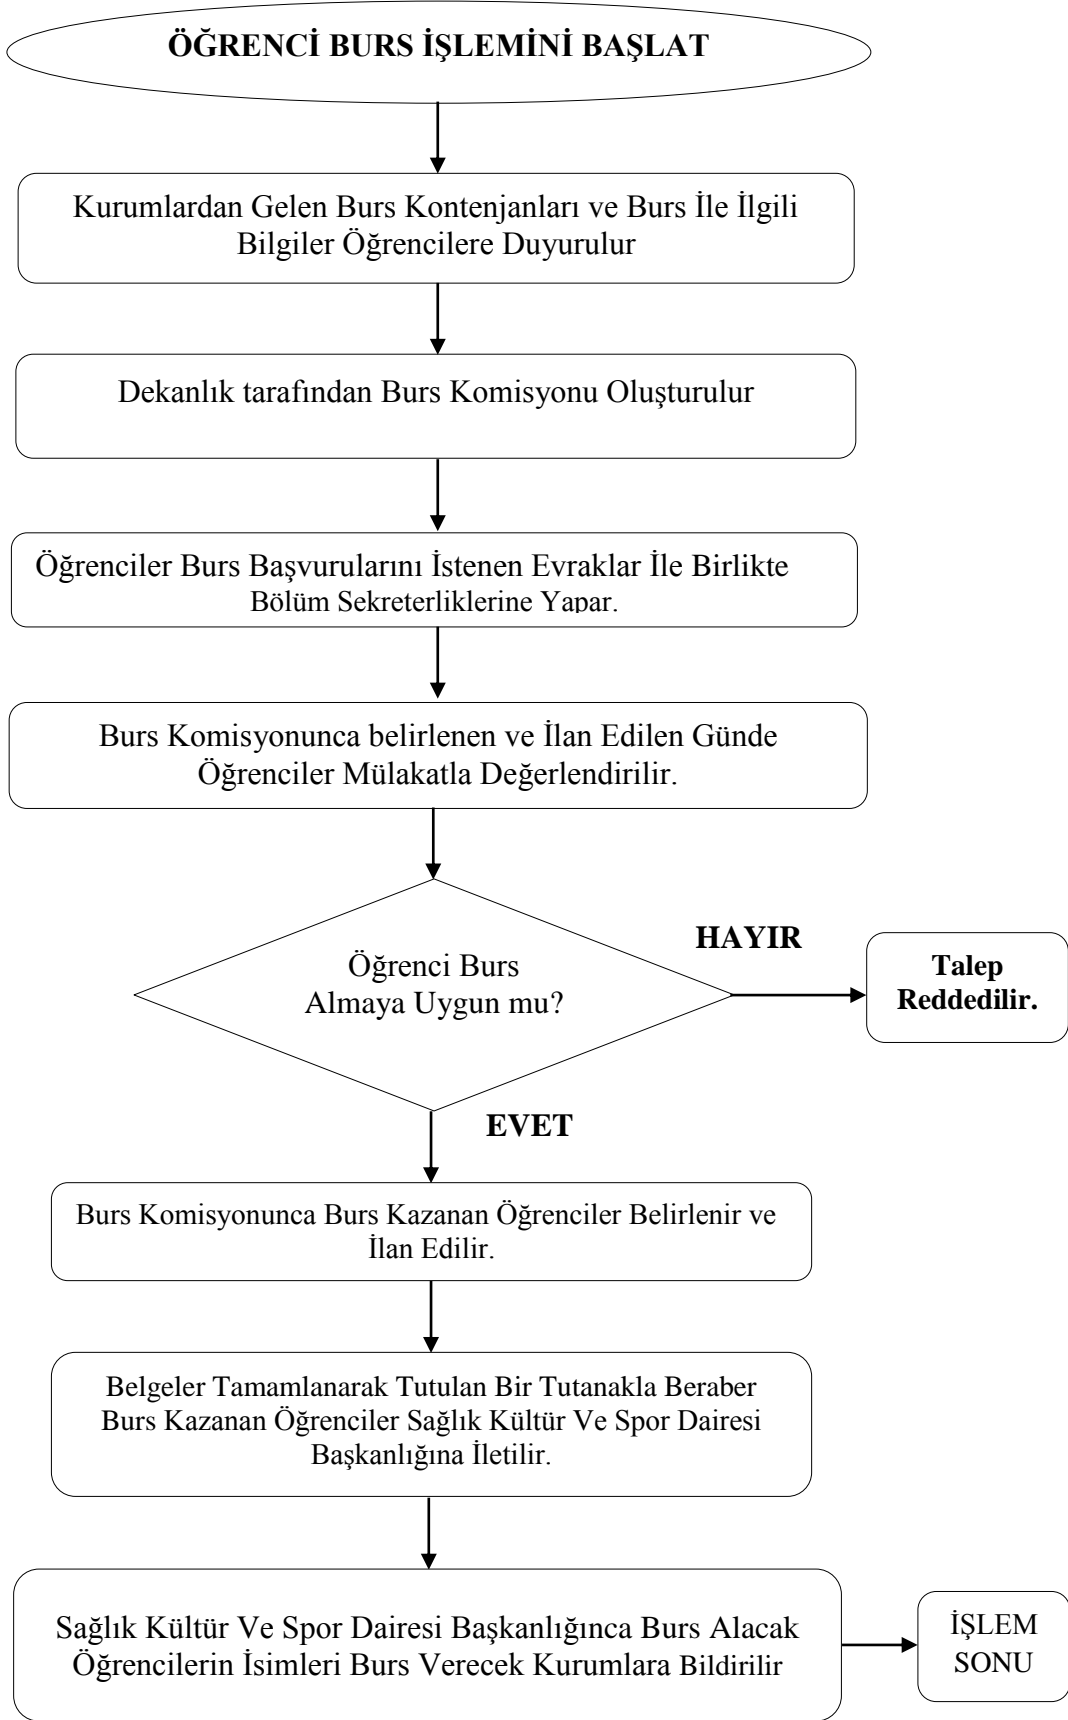 ÖĞRENCİ BURS İŞLEMİNİ BAŞLAT
Kurumlardan Gelen Burs Kontenjanları ve Burs İle İlgili
Bilgiler Öğrencilere Duyurulur
Dekanlık tarafından Burs Komisyonu Oluşturulur
Öğrenciler Burs Başvurularını İstenen Evraklar İle Birlikte
Bölüm Sekreterliklerine Yapar.
Burs Komisyonunca belirlenen ve İlan Edilen Günde
Öğrenciler Mülakatla Değerlendirilir.
Öğrenci Burs
Almaya Uygun mu?
HAYIR
Talep
Reddedilir.
EVET
Burs Komisyonunca Burs Kazanan Öğrenciler Belirlenir ve
İlan Edilir.
Belgeler Tamamlanarak Tutulan Bir Tutanakla Beraber
Burs Kazanan Öğrenciler Sağlık Kültür Ve Spor Dairesi
Başkanlığına İletilir.
Sağlık Kültür Ve Spor Dairesi Başkanlığınca Burs Alacak
Öğrencilerin İsimleri Burs Verecek Kurumlara Bildirilir
İŞLEM
SONU